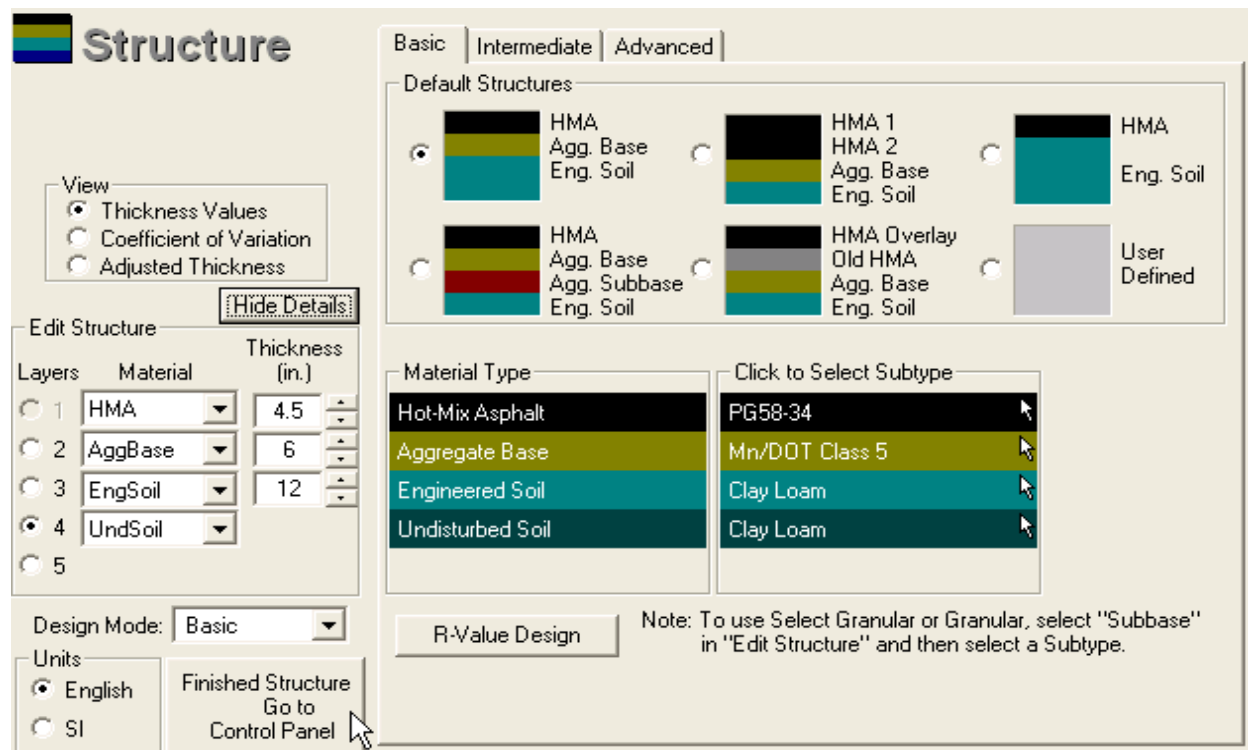 Structure
View
Thickness Values
Coefficient of Variation
Adjusted Thickness
Hide Details
Edit Structure
Layers Material Thickness (in.)
1 HMA 4.5
2 AggBase 6
3 EngSoil 12
4 UndSoil
5
Design Mode: Basic
Units
English
SI
Finished Structure
Go to
Control Panel
Basic Intermediate Advanced
Default Structures
HMA
Agg. Base
Eng. Soil
HMA 1
HMA 2
Agg. Base
Eng. Soil
HMA
Eng. Soil
HMA
Agg. Base
Agg. Subbase
Eng. Soil
HMA Overlay
Old HMA
Agg. Base
Eng. Soil
User
Defined
Material Type
Hot-Mix Asphalt
Aggregate Base
Engineered Soil
Undisturbed Soil
Click to Select Subtype
PG58-34
Mn/DOT Class 5
Clay Loam
Clay Loam
R-Value Design
Note: To use Select Granular or Granular, select "Subbase"
in "Edit Structure" and then select a Subtype.